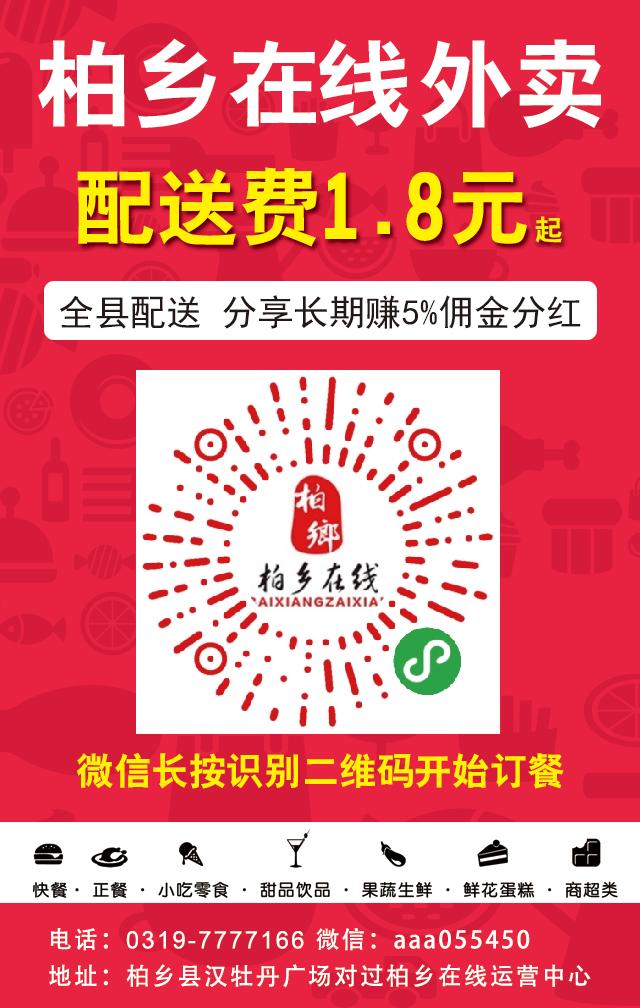 柏乡在线外卖
配送费1.8元起
全县配送 分享长期赚5%佣金分红
柏鄉
柏乡在线
AIXIANGZAIXIA
微信长按识别二维码开始订餐
快餐· 正餐 · 小吃零食 · 甜品饮品 · 果蔬生鲜 · 鲜花蛋糕 · 商超类
电话：0319-7777166 微信：aaa055450
地址：柏乡县汉牡丹广场对过柏乡在线运营中心